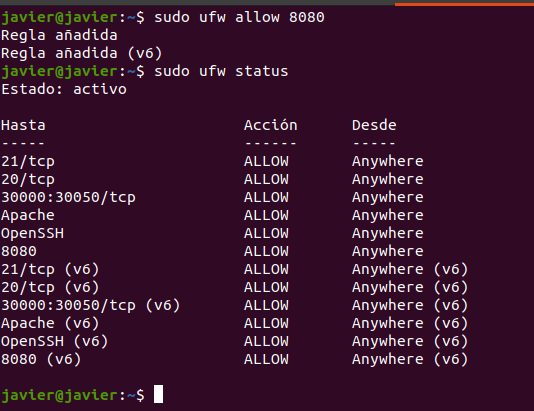 javier@javier:~$ sudo ufw allow 8080
Regla añadida
Regla añadida (v6)
javier@javier:~$ sudo ufw status
Estado: activo
Hasta                      Acción      Desde
-----                      ------      -----
21/tcp                     ALLOW       Anywhere
20/tcp                     ALLOW       Anywhere
30000:30050/tcp            ALLOW       Anywhere
Apache                     ALLOW       Anywhere
OpenSSH                    ALLOW       Anywhere
8080                       ALLOW       Anywhere
21/tcp (v6)                ALLOW       Anywhere (v6)
20/tcp (v6)                ALLOW       Anywhere (v6)
30000:30050/tcp (v6)       ALLOW       Anywhere (v6)
Apache (v6)                ALLOW       Anywhere (v6)
OpenSSH (v6)               ALLOW       Anywhere (v6)
8080 (v6)                  ALLOW       Anywhere (v6)
javier@javier:~$